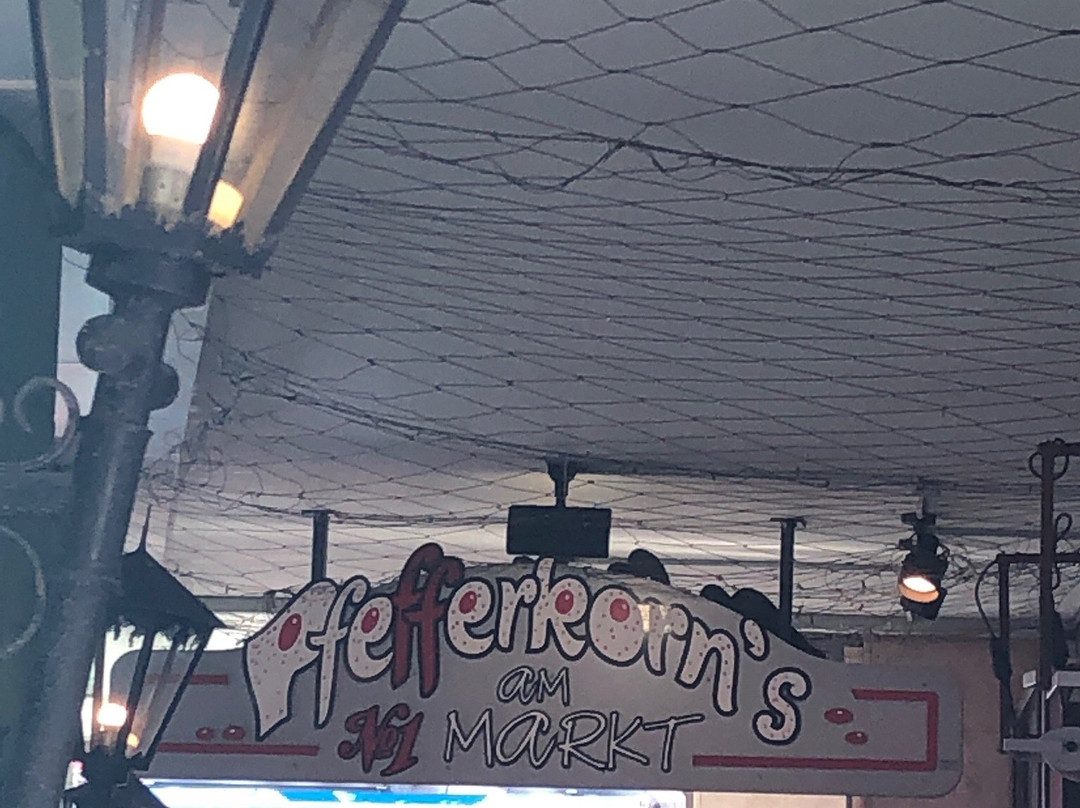 Pfefferkorn's
am
№1 MARKT